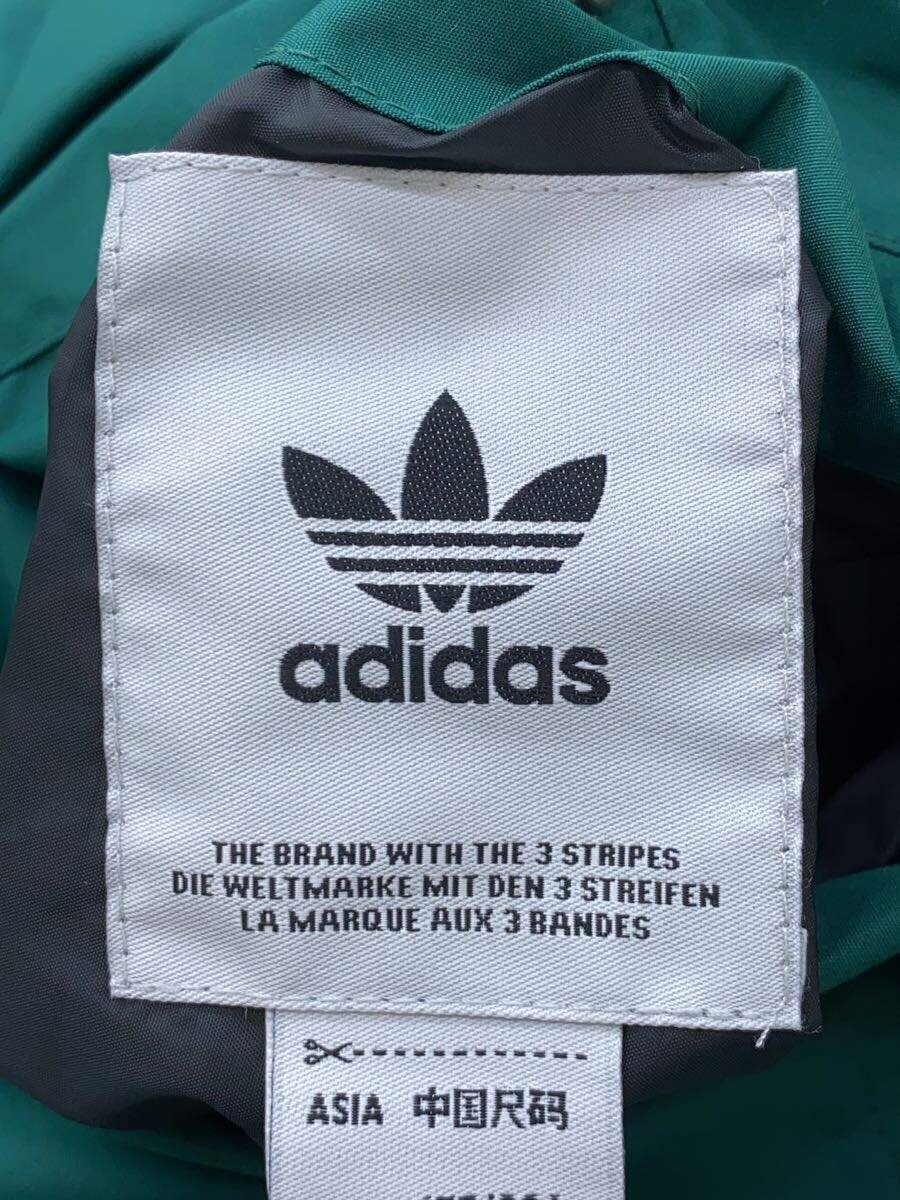 adidas
THE BRAND WITH THE 3 STRIPES
DIE WELTMARKE MIT DEN 3 STREIFEN
LA MARQUE AUX 3 BANDES
ASIA 中国尺码